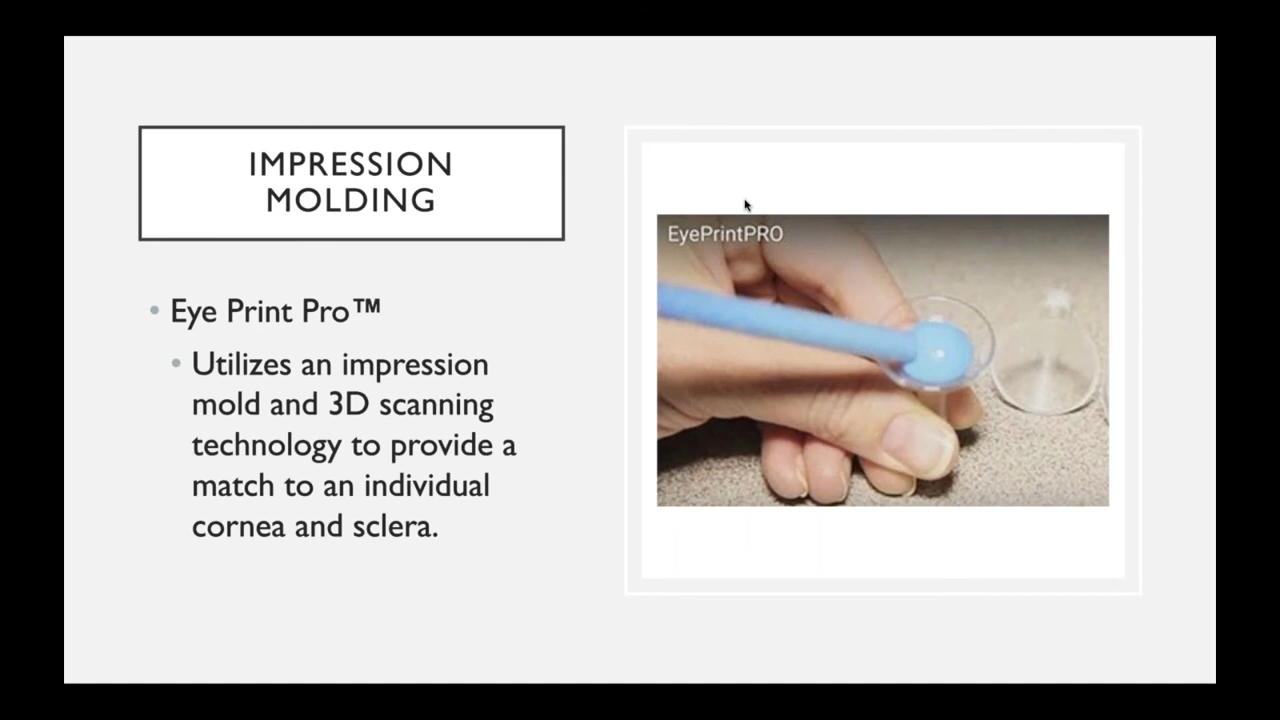 IMPRESSION
MOLDING
• Eye Print Pro™
• Utilizes an impression
mold and 3D scanning
technology to provide a
match to an individual
cornea and sclera.
EyePrintPRO